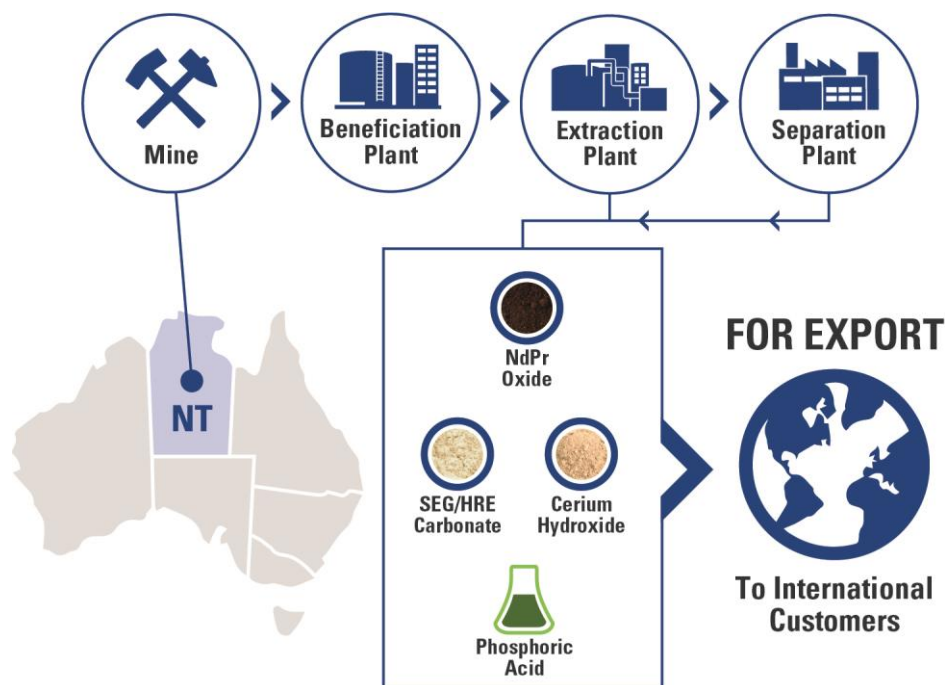 Mine
Beneficiation
Plant
Extraction
Plant
Separation
Plant
NT
NdPr
Oxide
SEG/HRE
Carbonate
Cerium
Hydroxide
Phosphoric
Acid
FOR EXPORT
To International
Customers